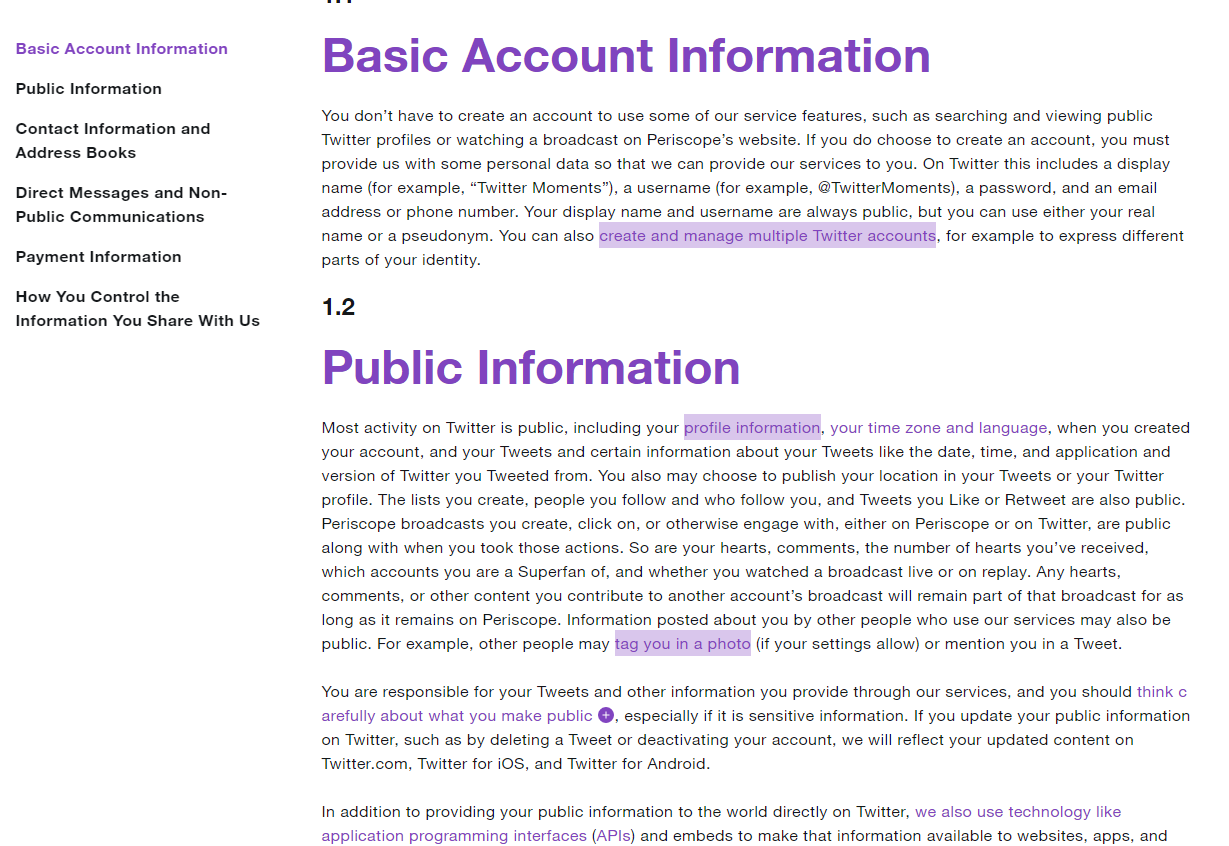 Basic Account Information
Public Information
Contact Information and
Address Books
Direct Messages and Non-
Public Communications
Payment Information
How You Control the
Information You Share With Us
Basic Account Information
You don’t have to create an account to use some of our service features, such as searching and viewing public
Twitter profiles or watching a broadcast on Periscope’s website. If you do choose to create an account, you must
provide us with some personal data so that we can provide our services to you. On Twitter this includes a display
name (for example, “Twitter Moments”), a username (for example, @TwitterMoments), a password, and an email
address or phone number. Your display name and username are always public, but you can use either your real
name or a pseudonym. You can also create and manage multiple Twitter accounts, for example to express different
parts of your identity.
1.2
Public Information
Most activity on Twitter is public, including your profile information, your time zone and language, when you created
your account, and your Tweets and certain information about your Tweets like the date, time, and application and
version of Twitter you Tweeted from. You also may choose to publish your location in your Tweets or your Twitter
profile. The lists you create, people you follow and who follow you, and Tweets you Like or Retweet are also public.
Periscope broadcasts you create, click on, or otherwise engage with, either on Periscope or on Twitter, are public
along with when you took those actions. So are your hearts, comments, the number of hearts you’ve received,
which accounts you are a Superfan of, and whether you watched a broadcast live or on replay. Any hearts,
comments, or other content you contribute to another account’s broadcast will remain part of that broadcast for as
long as it remains on Periscope. Information posted about you by other people who use our services may also be
public. For example, other people may tag you in a photo (if your settings allow) or mention you in a Tweet.
You are responsible for your Tweets and other information you provide through our services, and you should think c
arefully about what you make public +, especially if it is sensitive information. If you update your public information
on Twitter, such as by deleting a Tweet or deactivating your account, we will reflect your updated content on
Twitter.com, Twitter for iOS, and Twitter for Android.
In addition to providing your public information to the world directly on Twitter, we also use technology like
application programming interfaces (APIs) and embeds to make that information available to websites, apps, and